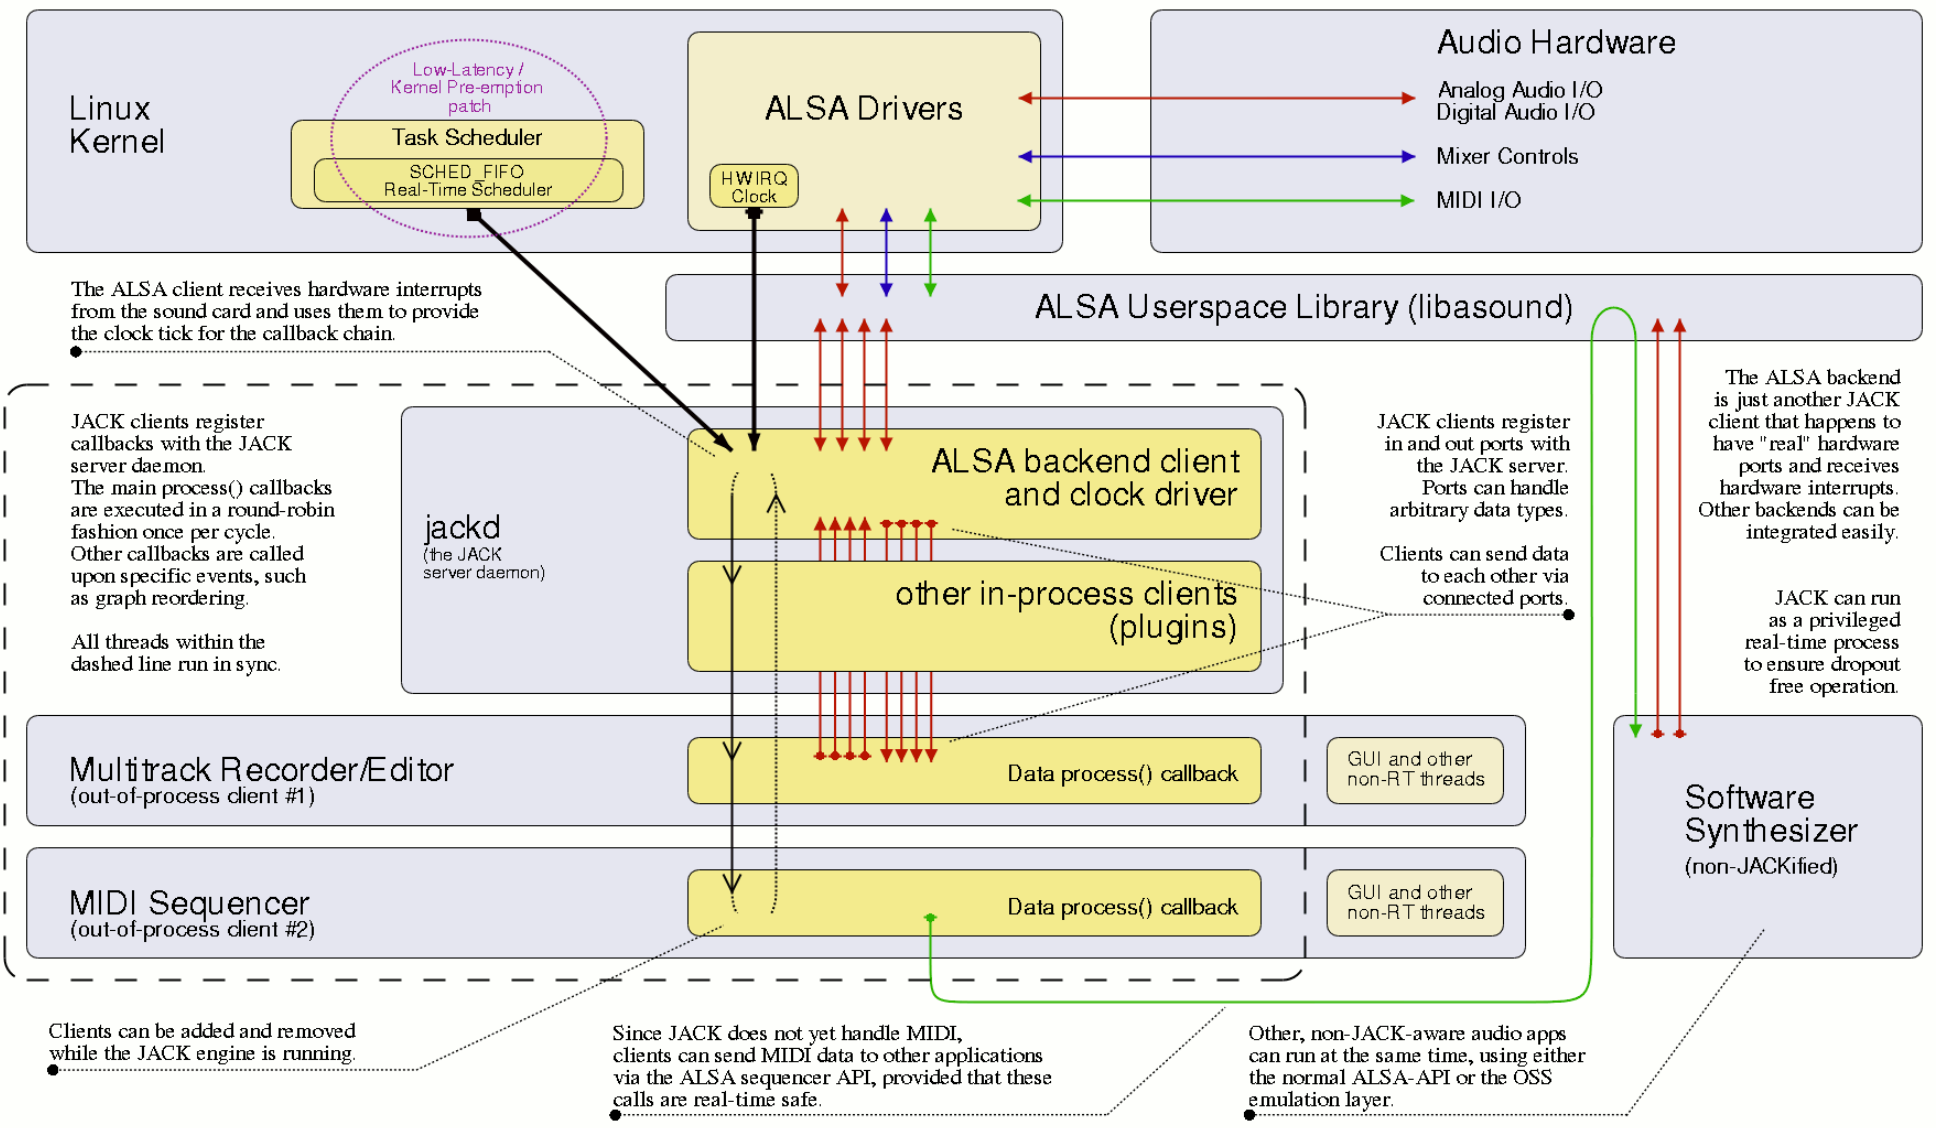 Linux
Kernel
Low-Latency /
Kernel Pre-emption
patch
Task Scheduler
SCHED_FIFO
Real-Time Scheduler
ALSA Drivers
HWIRQ
Clock
Audio Hardware
Analog Audio I/O
Digital Audio I/O
Mixer Controls
MIDI I/O
The ALSA client receives hardware interrupts
from the sound card and uses them to provide
the clock tick for the callback chain.
ALSA Userspace Library (libasound)
JACK clients register
callbacks with the JACK
server daemon.
The main process() callbacks
are executed in a round-robin
fashion once per cycle.
Other callbacks are called
upon specific events, such
as graph reordering.
All threads within the
dashed line run in sync.
jackd
(the JACK
server daemon)
ALSA backend client
and clock driver
other in-process clients
(plugins)
JACK clients register
in and out ports with
the JACK server.
Ports can handle
arbitrary data types.
Clients can send data
to each other via
connected ports.
The ALSA backend
is just another JACK
client that happens to
have "real" hardware
ports and receives
hardware interrupts.
Other backends can be
integrated easily.
JACK can run
as a privileged
real-time process
to ensure dropout
free operation.
Multitrack Recorder/Editor
(out-of-process client #1)
Data process() callback
GUI and other
non-RT threads
MIDI Sequencer
(out-of-process client #2)
Data process() callback
GUI and other
non-RT threads
Software
Synthesizer
(non-JACKified)
Clients can be added and removed
while the JACK engine is running.
Since JACK does not yet handle MIDI,
clients can send MIDI data to other applications
via the ALSA sequencer API, provided that these
calls are real-time safe.
Other, non-JACK-aware audio apps
can run at the same time, using either
the normal ALSA-API or the OSS
emulation layer.